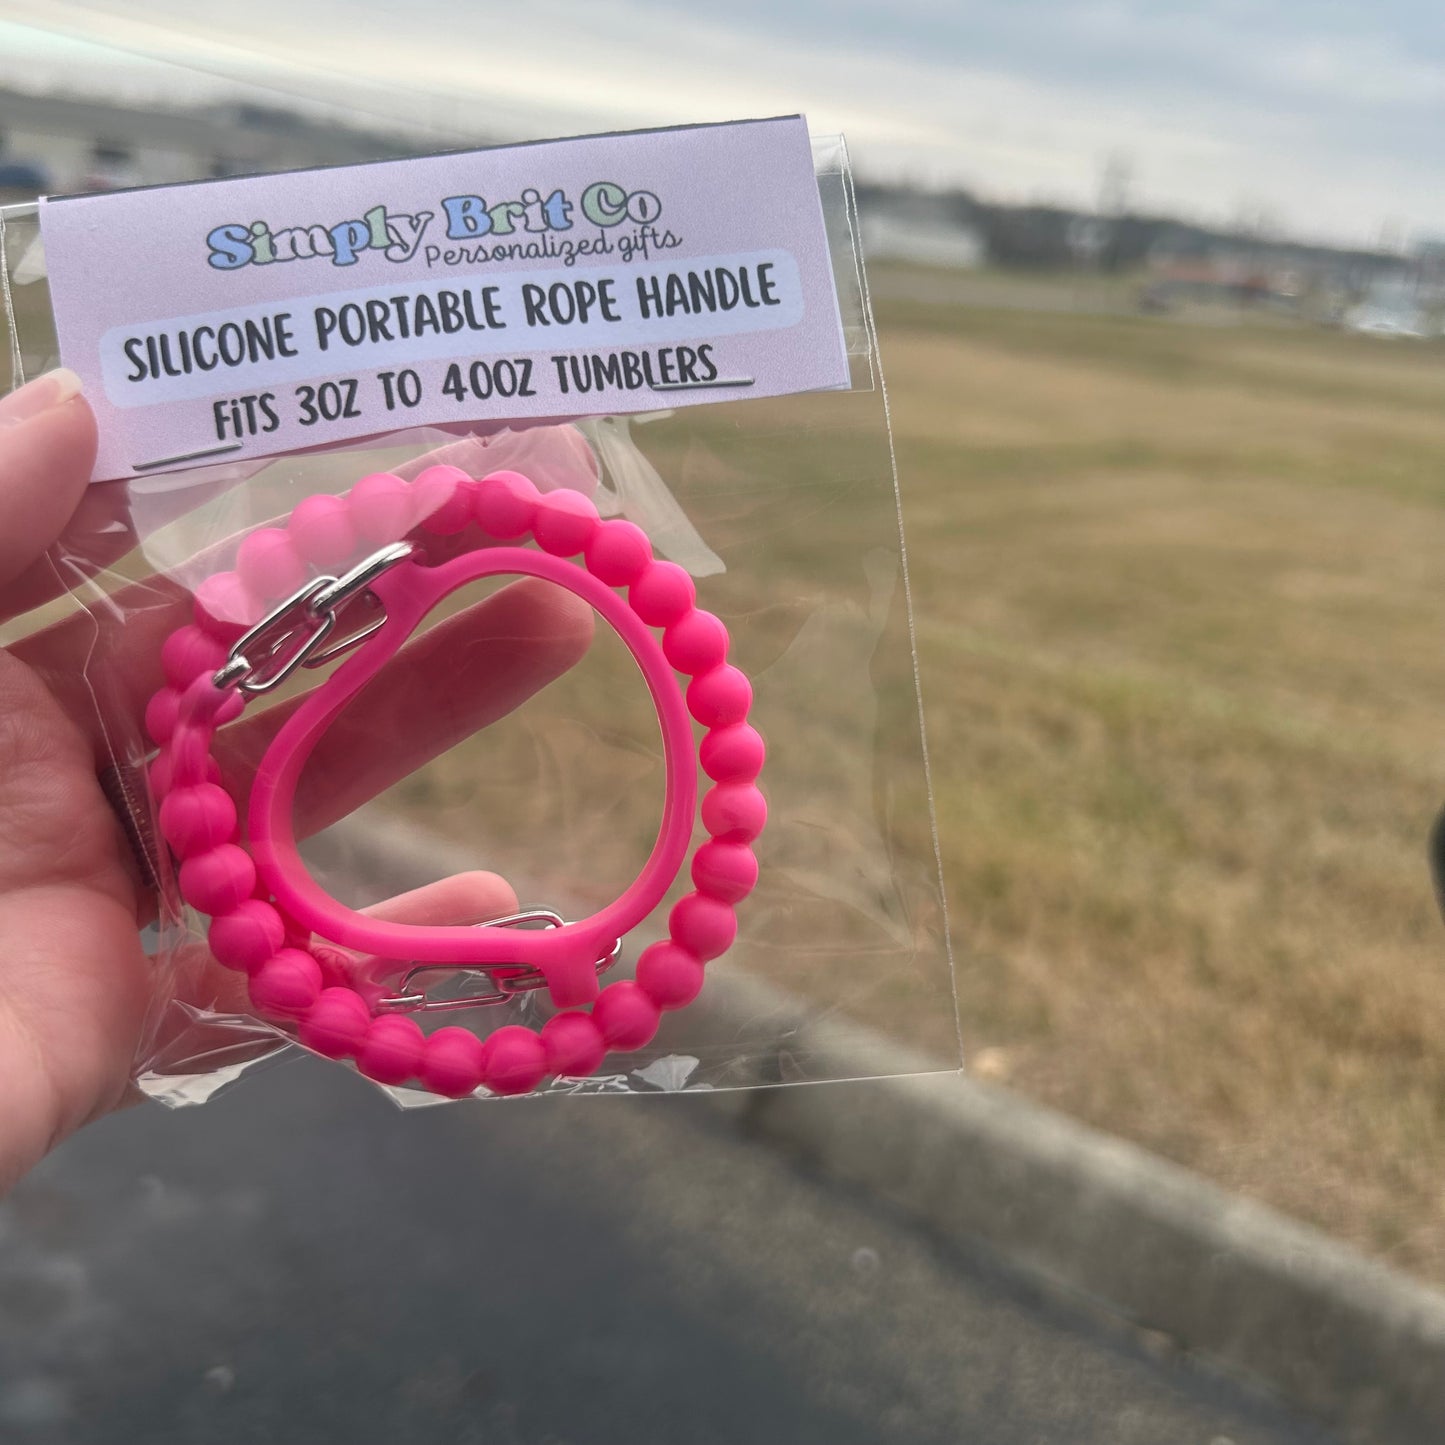 Simply Brit Co
Personalized gifts
SILICONE PORTABLE ROPE HANDLE
FiTS 3OZ TO 40OZ TUMBLERS